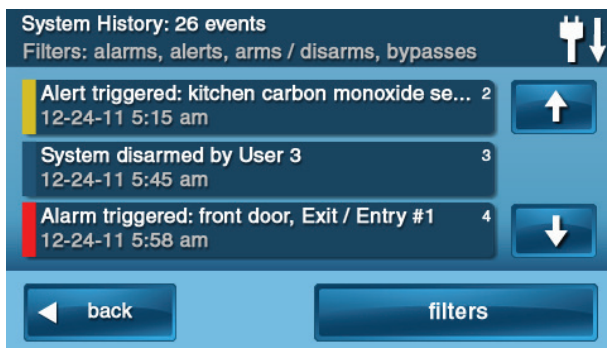 System History: 26 events
Filters: alarms, alerts, arms / disarms, bypasses
Alert triggered: kitchen carbon monoxide se... 2
12-24-11 5:15 am
System disarmed by User 3 3
12-24-11 5:45 am
Alarm triggered: front door, Exit / Entry #1 4
12-24-11 5:58 am
back
filters